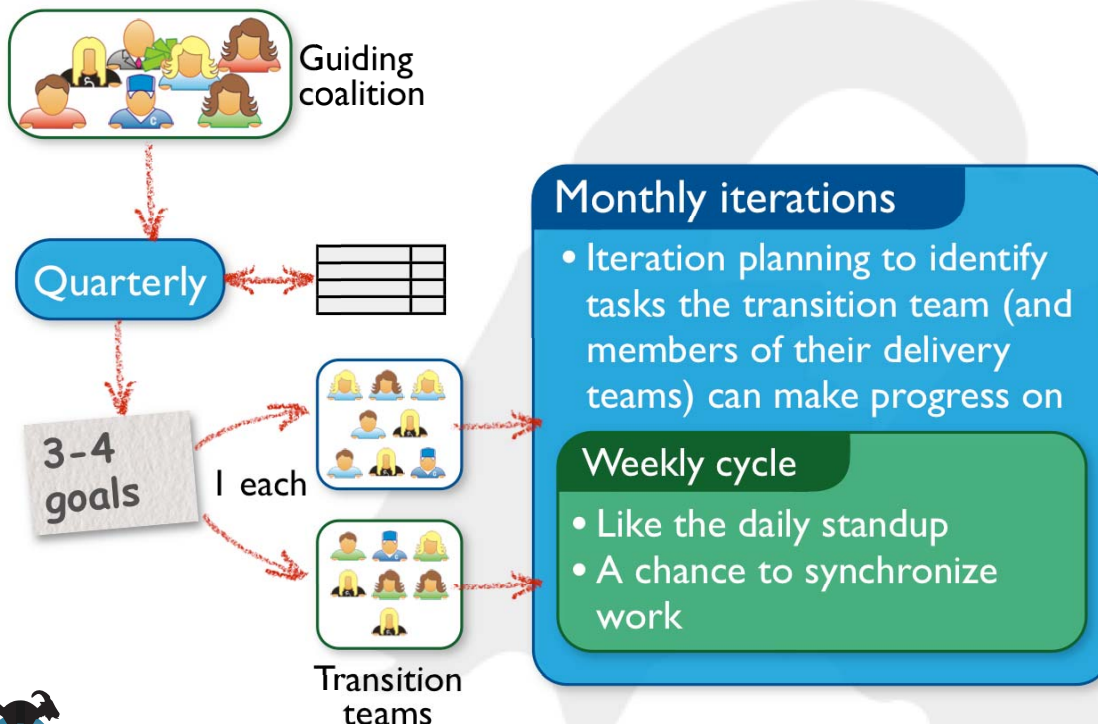 Guiding
coalition
Quarterly
3-4
goals
1 each
Transition
teams
Monthly iterations
• Iteration planning to identify
tasks the transition team (and
members of their delivery
teams) can make progress on
Weekly cycle
• Like the daily standup
• A chance to synchronize
work